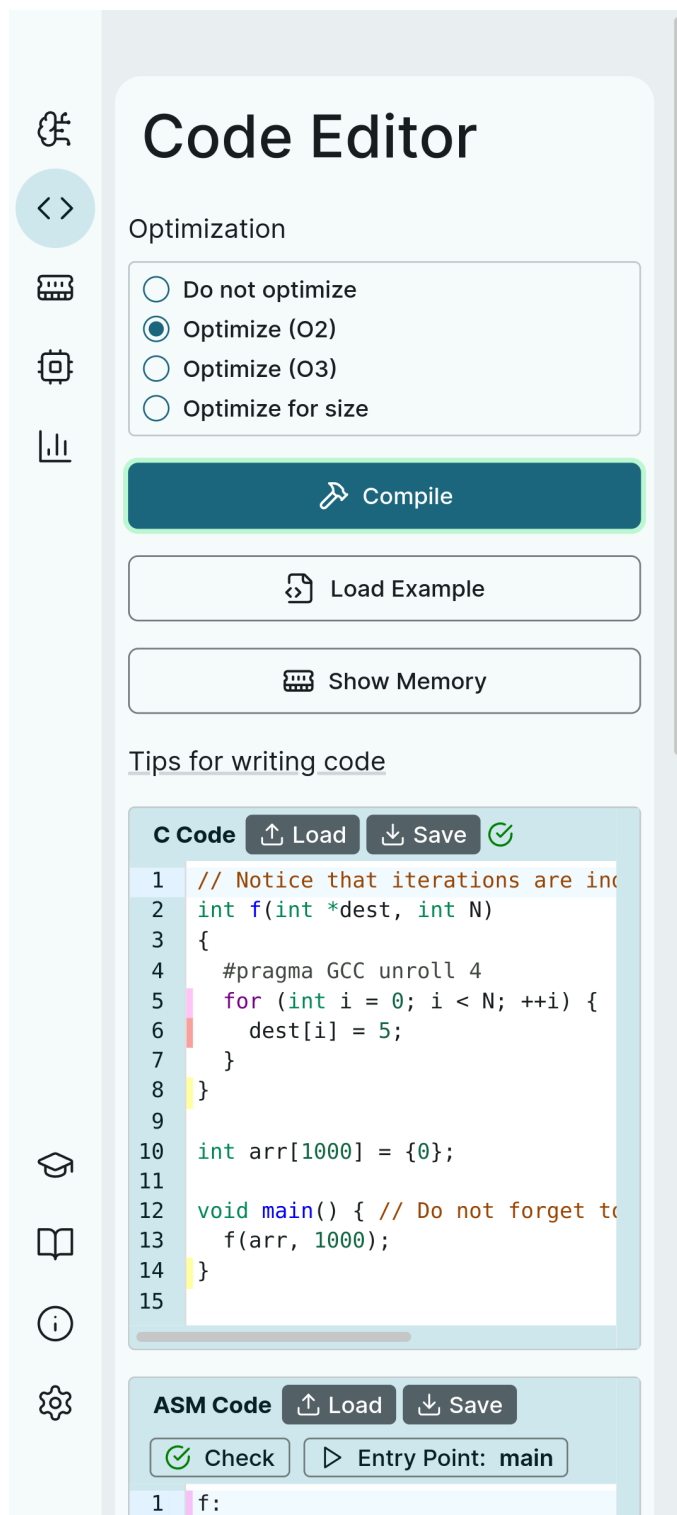 Code Editor
Optimization
Do not optimize
Optimize (O2)
Optimize (O3)
Optimize for size
Compile
Load Example
Show Memory
Tips for writing code
C Code Load Save
1 // Notice that iterations are
2 int f(int *dest, int N)
3 {
4 #pragma GCC unroll 4
5 for (int i = 0; i < N; ++i) {
6 dest[i] = 5;
7 }
8 }
9
10 int arr[1000] = {0};
11
12 void main() { // Do not forget
13 f(arr, 1000);
14 }
15
ASM Code Load Save
Check Entry Point: main
1 f: